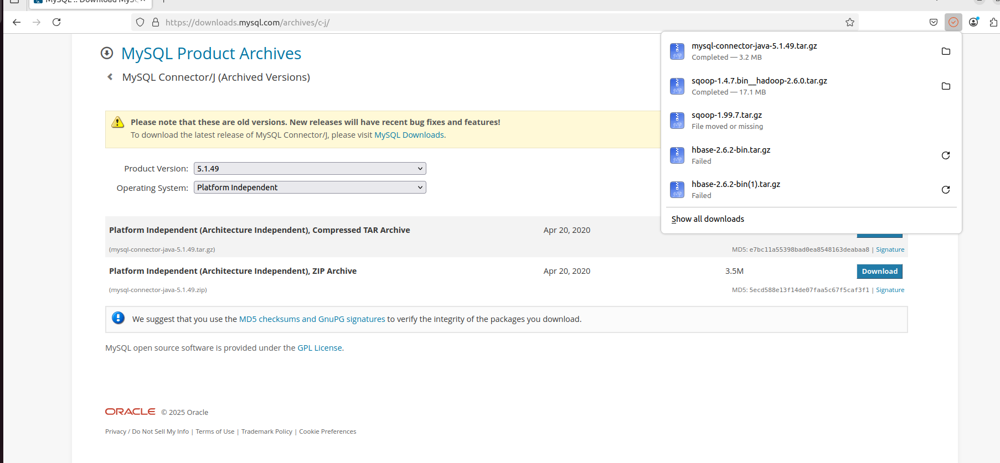 MySQL :: Download MySQ
https://downloads.mysql.com/archives/c-j/
MySQL Product Archives
MySQL Connector/J (Archived Versions)
Please note that these are old versions. New releases will have recent bug fixes and features!
To download the latest release of MySQL Connector/J, please visit MySQL Downloads.
Product Version: 5.1.49
Operating System: Platform Independent
mysql-connector-java-5.1.49.tar.gz
Completed — 3.2 MB
sqoop-1.4.7.bin__hadoop-2.6.0.tar.gz
Completed — 17.1 MB
sqoop-1.99.7.tar.gz
File moved or missing
hbase-2.6.2-bin.tar.gz
Failed
hbase-2.6.2-bin(1).tar.gz
Failed
Show all downloads
Platform Independent (Architecture Independent), Compressed TAR Archive Apr 20, 2020
(mysql-connector-java-5.1.49.tar.gz) MD5: e7bc11a55398bad0ea8548163deabaa8 | Signature
Platform Independent (Architecture Independent), ZIP Archive Apr 20, 2020 3.5M Download
(mysql-connector-java-5.1.49.zip) MD5: 5ecd588e13f14de07faa5c67f5caf3f1 | Signature
We suggest that you use the MD5 checksums and GnuPG signatures to verify the integrity of the packages you download.
MySQL open source software is provided under the GPL License.
ORACLE © 2025 Oracle
Privacy / Do Not Sell My Info | Terms of Use | Trademark Policy | Cookie Preferences